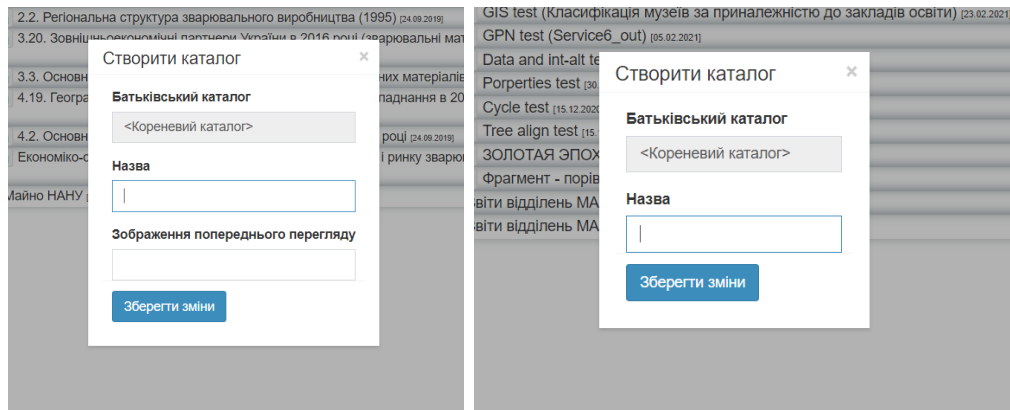 2.2. Регіональна структура зварювального виробництва (1995) [24.09.2019]
3.20. Зовнішньоекономічні партнери України в 2016 році (зварювальні мат
3.3. Основн
них матеріалів
4.19. Геогра
паднання в 20
4.2. Основн
році [24.09.2019]
Економіко-с
і ринку зварю
Майно НАНУ
Створити каталог ×
Батьківський каталог
<Кореневий каталог>
Назва
Зображення попереднього перегляду
Зберегти зміни
GIS test (Класифікація музеїв за приналежністю до закладів освіти) [23.02.2021]
GPN test (Service6_out) [05.02.2021]
Data and int-alt te
Porperties test [30.
Cycle test [15.12.2020
Tree align test [15.
ЗОЛОТАЯ ЭПОХ
Фрагмент - порів
віти відділень МА
віти відділень МА
Створити каталог ×
Батьківський каталог
<Кореневий каталог>
Назва
Зберегти зміни